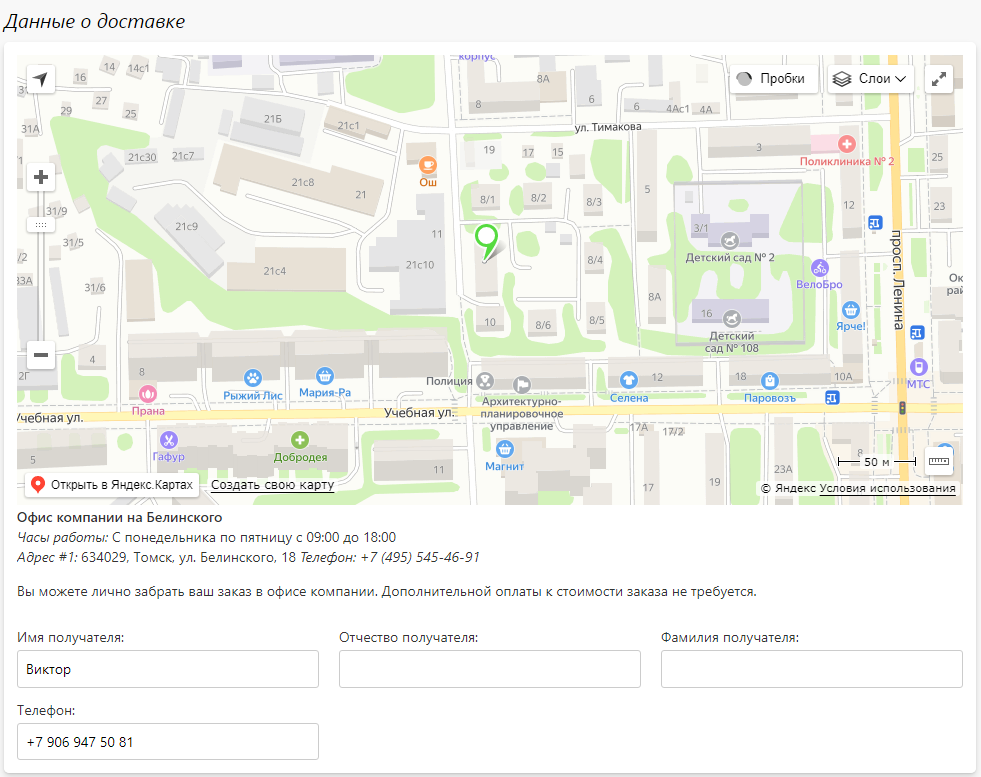 Данные о доставке
корпус
Пробки
Слои
14
14с1
16
8А
6
27
8
6
4Ас1
4А
29
25
21Б
21с1
ул. Тимакова
31А
3
19
17
15
Поликлиника № 2
25
21с30
21с7
Ош
21с8
21
5
8/1
8/2
8/3
12
23
31/9
21с9
11
3/1
31/5
Детский сад № 2
просп. Ленина
21с10
8/4
21с4
ВелоБро
Ок
рай
33А
31/6
8А
16
Ярче!
10
8/6
8/5
Детский
сад № 108
4
8
2Г
Полиция
12
18
10А
МТС
Рыжий Лис
Мария-Ра
Селена
Паровозъ
Прана
Архитектурно-
планировочное
управление
Учебная ул.
Учебная ул.
17А
17/2
Гафур
Добродея
5
11
Магнит
17
19
23А
50 м
Открыть в Яндекс.Картах
Создать свою карту
© Яндекс Условия использования
Офис компании на Белинского
Часы работы: С понедельника по пятницу с 09:00 до 18:00
Адрес #1: 634029, Томск, ул. Белинского, 18 Телефон: +7 (495) 545-46-91
Вы можете лично забрать ваш заказ в офисе компании. Дополнительной оплаты к стоимости заказа не требуется.
Имя получателя:
Отчество получателя:
Фамилия получателя:
Виктор
Телефон:
+7 906 947 50 81